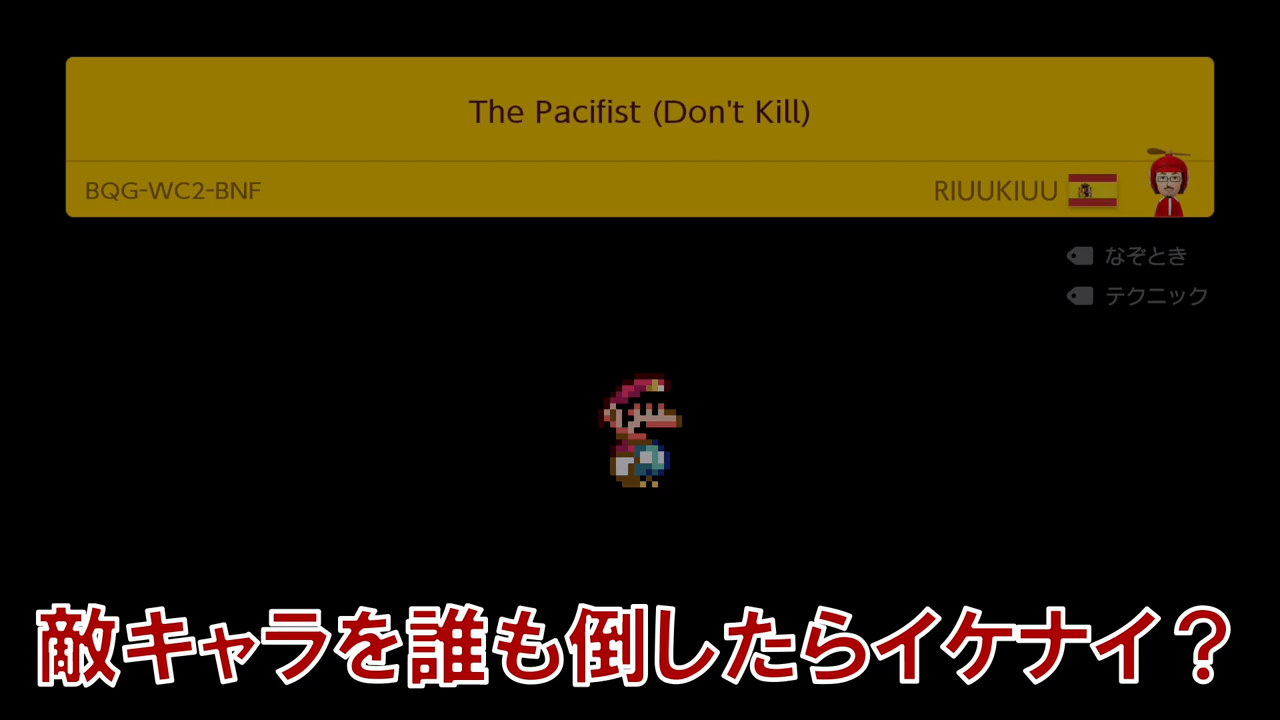 The Pacifist (Don't Kill)
BQG-WC2-BNF
RIUUKIUU
なぞとき
テクニック
敵キャラを誰も倒したらイケナイ？